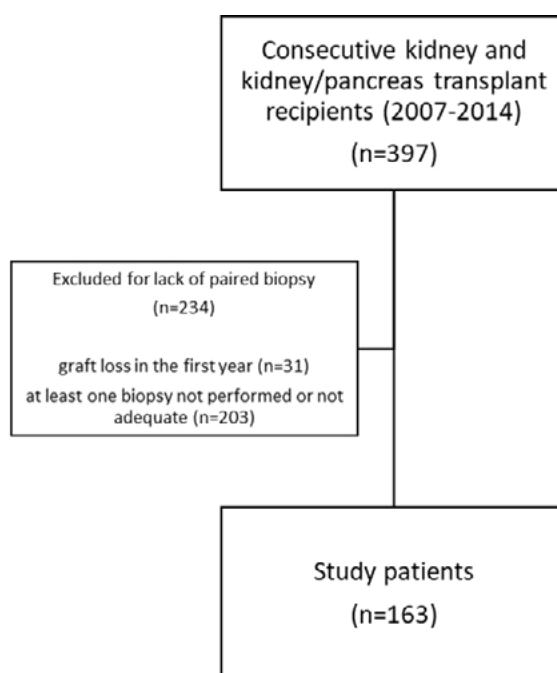 Consecutive kidney and
kidney/pancreas transplant
recipients (2007-2014)
(n=397)
Excluded for lack of paired biopsy
(n=234)
graft loss in the first year (n=31)
at least one biopsy not performed or not
adequate (n=203)
Study patients
(n=163)